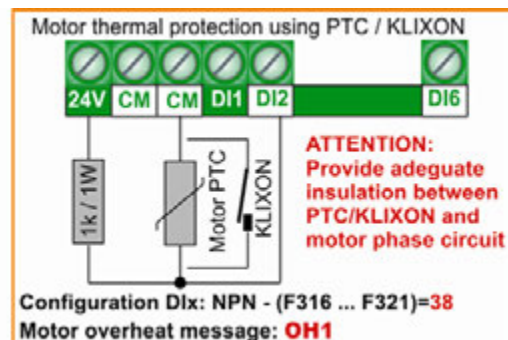 Motor thermal protection using PTC / KLIXON
24V CM CM DI1 DI2 DI6
1k / 1W
Motor PTC
KLIXON
ATTENTION:
Provide adeguate
insulation between
PTC/KLIXON and
motor phase circuit
Configuration DIx: NPN - (F316 ... F321)=38
Motor overheat message: OH1